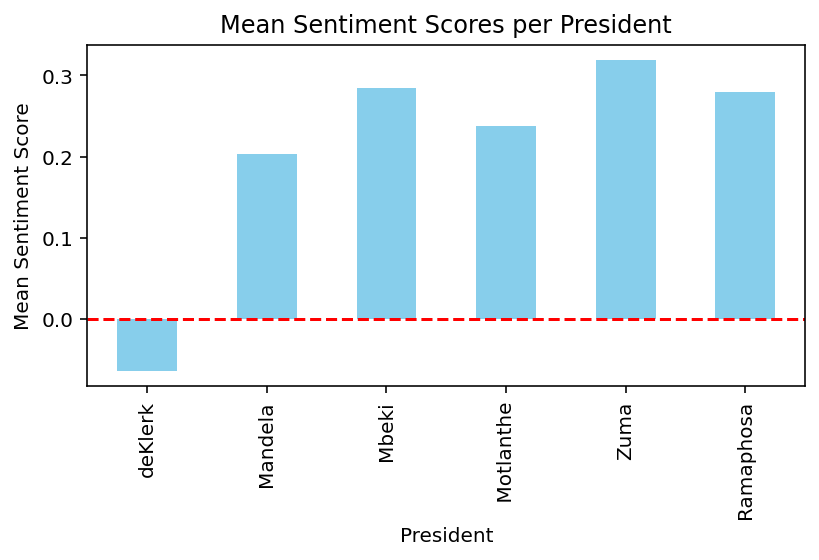 Mean Sentiment Scores per President
Mean Sentiment Score
0.3
0.2
0.1
0.0
deKlerk
Mandela
Mbeki
Motlanthe
Zuma
Ramaphosa
President